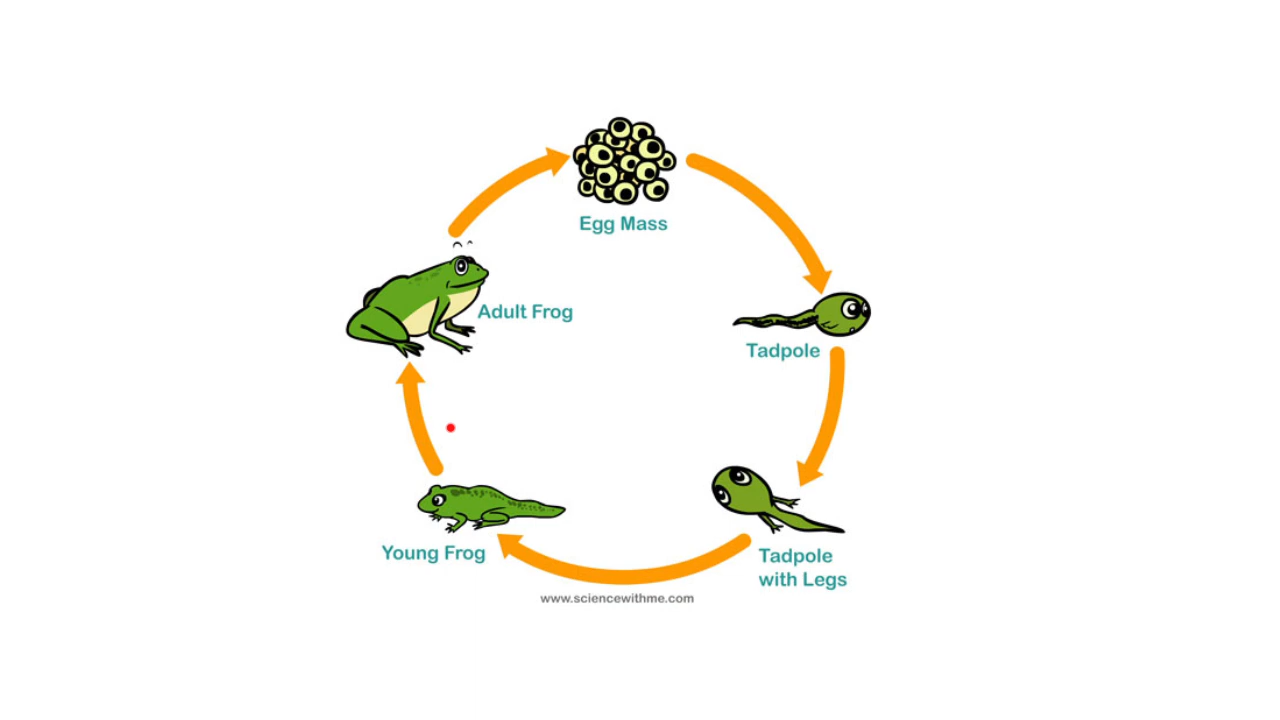 Egg Mass
Adult Frog
Tadpole
Young Frog
Tadpole
with Legs
www.sciencewithme.com